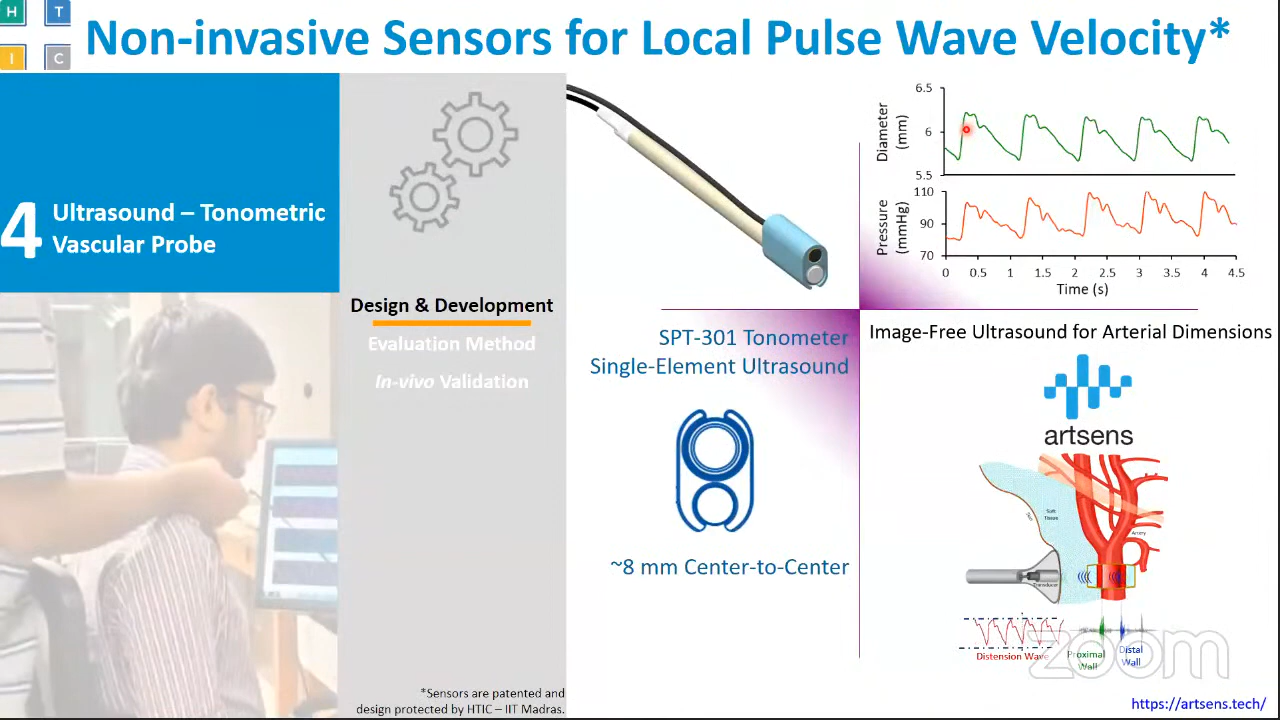 H T
I C
Non-invasive Sensors for Local Pulse Wave Velocity*
4
Ultrasound – Tonometric
Vascular Probe
Design & Development
Evaluation Method
In-vivo Validation
*Sensors are patented and
design protected by HTIC – IIT Madras.
SPT-301 Tonometer
Single-Element Ultrasound
~8 mm Center-to-Center
Diameter
(mm)
6.5
6
5.5
Pressure
(mmHg)
110
90
70
0 0.5 1 1.5 2 2.5 3 3.5 4 4.5
Time (s)
Image-Free Ultrasound for Arterial Dimensions
artsens
Skin
Soft
Tissue
Artery
Transducer
Distension Wave
Proximal
Wall
Distal
Wall
zoom
https://artsens.tech/